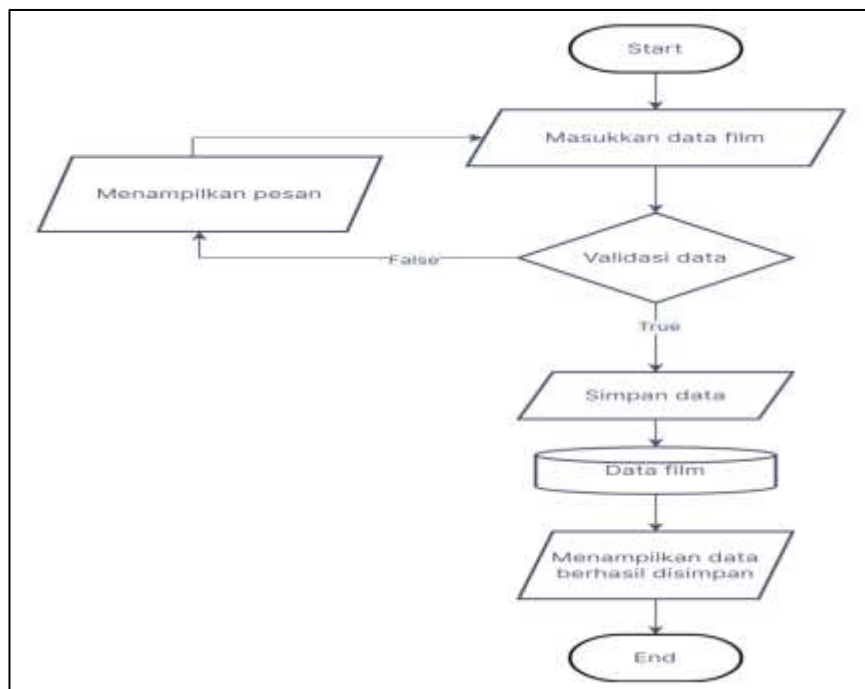 Start
Masukkan data film
Menampilkan pesan
Validasi data
False
True
Simpan data
Data film
Menampilkan data
berhasil disimpan
End